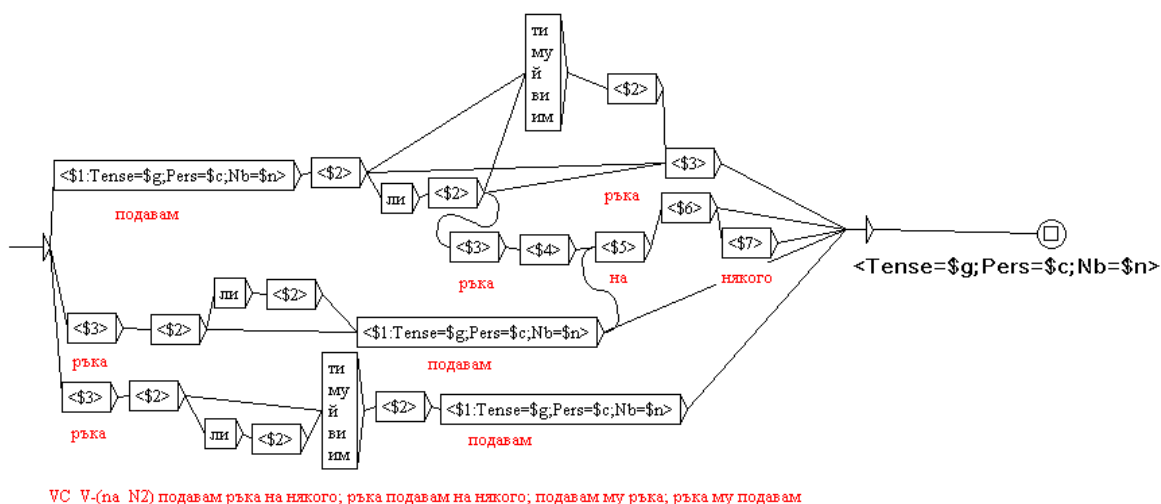 ти
му
й
ви
им
<$2>
<$1:Tense=$g;Pers=$c;Nb=$n>
<$2>
<$3>
ли
<$2>
подавам
ръка
<$6>
<$3>
<$4>
<$5>
<$7>
ръка
на
някого
<Tense=$g;Pers=$c;Nb=$n>
ли
<$2>
<$3>
<$2>
<$1:Tense=$g;Pers=$c;Nb=$n>
ръка
подавам
ти
му
й
ви
им
<$3>
<$2>
<$2>
<$1:Tense=$g;Pers=$c;Nb=$n>
ли
<$2>
ръка
подавам
VC_V-(na_N2) подавам ръка на някого; ръка подавам на някого; подавам му ръка; ръка му подавам